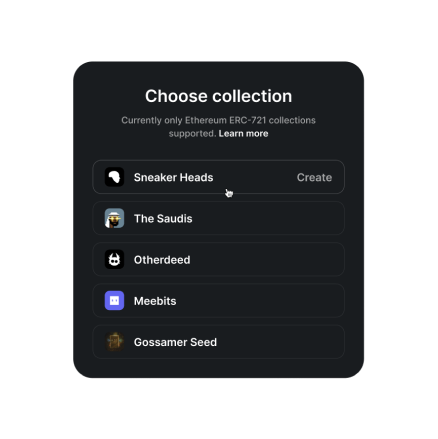 Choose collection
Currently only Ethereum ERC-721 collections
supported. Learn more
Sneaker Heads Create
The Saudis
Otherdeed
Meebits
Gossamer Seed